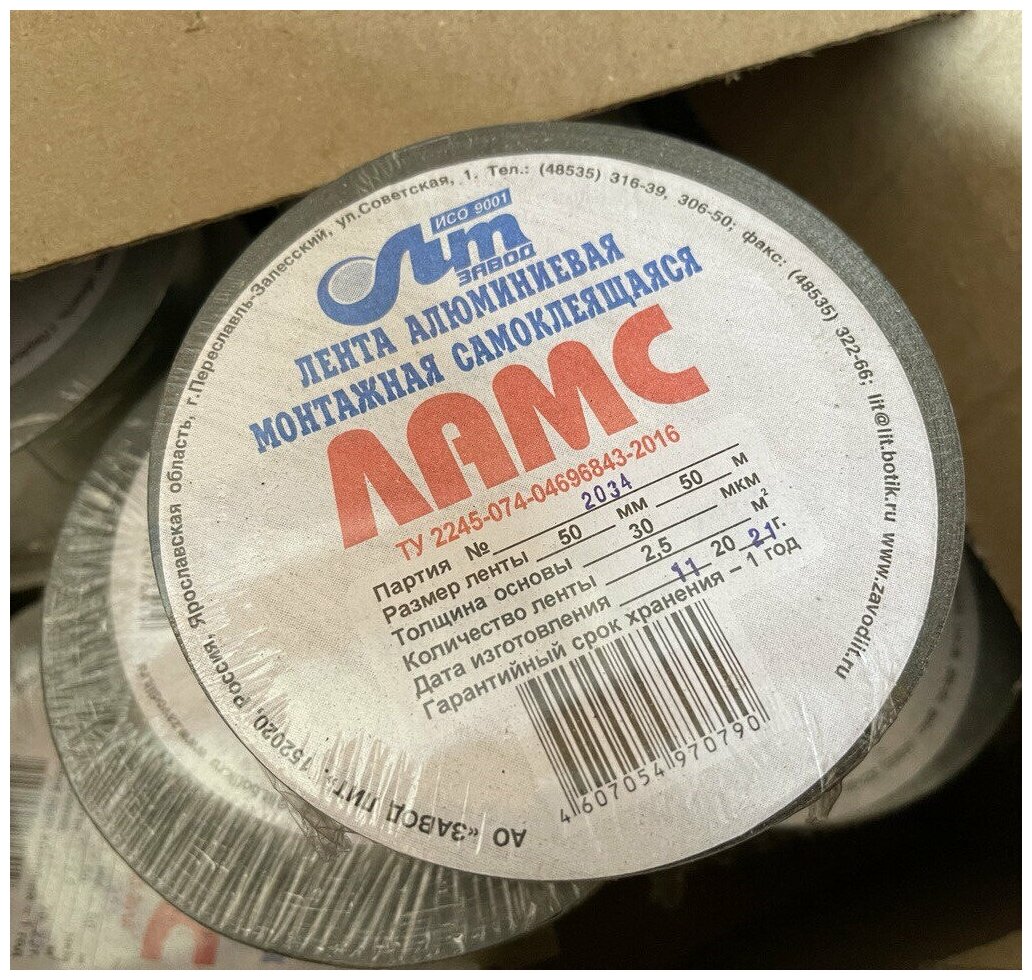 АО «ЗАВОД ЛИТ», 152020, Россия, Ярославская область, г.Переславль-Залесский, ул.Советская, 1. Тел.: (48535) 316-39, 306-50; факс: (48535) 322-66; lit@lit.botik.ru www.zavodlit.ru
ИСО 9001
Лит
ЗАВОД
ЛЕНТА АЛЮМИНИЕВАЯ
МОНТАЖНАЯ САМОКЛЕЯЩАЯСЯ
ЛАМС
ТУ 2245-074-04696843-2016
Партия № 2034
Размер ленты 50 мм 50 м
Толщина основы 30 мкм
Количество ленты 2,5 м²
Дата изготовления 11 20 21 г.
Гарантийный срок хранения – 1 год
4 607054 970790